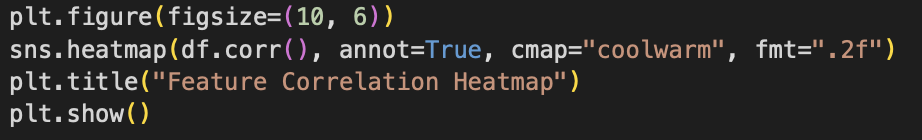 plt.figure(figsize=(10, 6))
sns.heatmap(df.corr(), annot=True, cmap="coolwarm", fmt=".2f")
plt.title("Feature Correlation Heatmap")
plt.show()